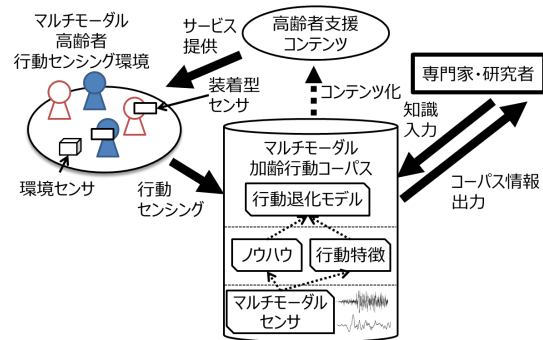 マルチモーダル
高齢者
行動センシング環境
サービス
提供
高齢者支援
コンテンツ
専門家・研究者
装着型
センサ
コンテンツ化
知識
入力
マルチモーダル
加齢行動コーパス
環境センサ
行動
センシング
行動退化モデル
コーパス情報
出力
ノウハウ
行動特徴
マルチモーダル
センサ